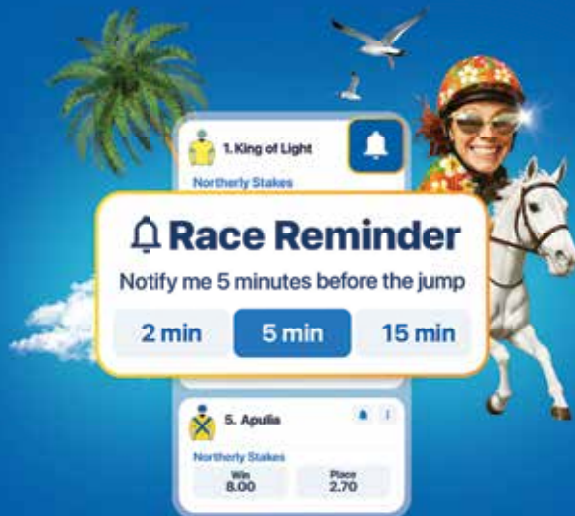 1. King of Light
Northerly Stakes
Race Reminder
Notify me 5 minutes before the jump
2 min
5 min
15 min
5. Apulia
Northerly Stakes
Win
8.00
Place
2.70